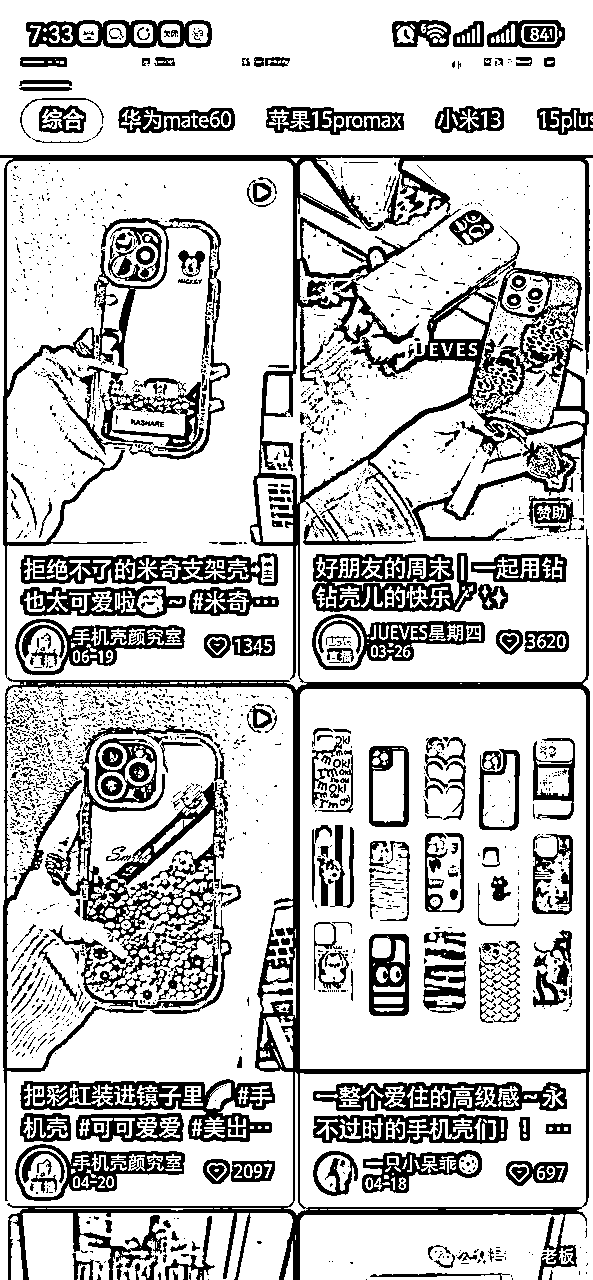 7:33
84
综合 华为mate60 苹果15promax 小米13 15plus
MICKEY
RASHARE
JEVES
赞助
拒绝不了的米奇支架壳
也太可爱啦~ #米奇…
手机壳颜究室
06-19
1345
好朋友的周末|一起用钻
钻壳儿的快乐
JUEVES星期四
直播
03-26
3620
Smile
I'm Ok!
把彩虹装进镜子里 #手
机壳 #可可爱爱 #美出…
手机壳颜究室
04-20
2097
一整个爱住的高级感~永
不过时的手机壳们！！ …
一只小呆乖
04-18
697
老板